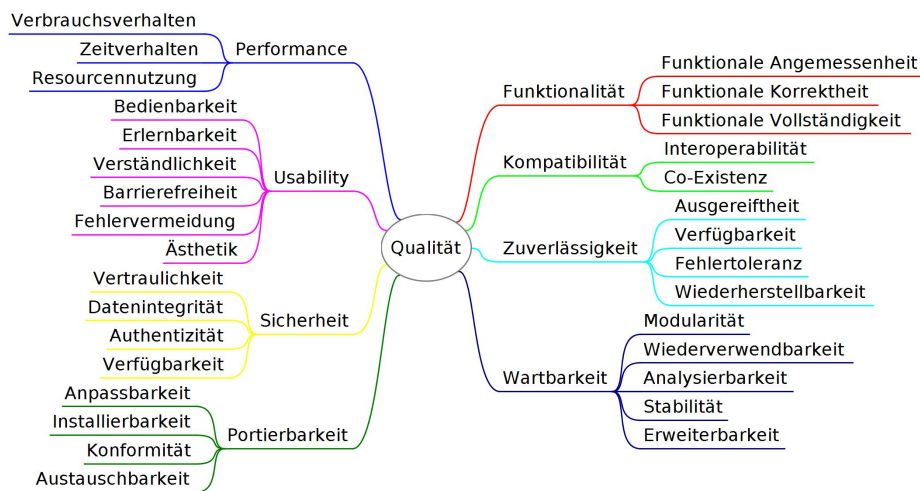 Qualität
Performance
Verbrauchsverhalten
Zeitverhalten
Resourcennutzung
Usability
Bedienbarkeit
Erlernbarkeit
Verständlichkeit
Barrierefreiheit
Fehlervermeidung
Ästhetik
Sicherheit
Vertraulichkeit
Datenintegrität
Authentizität
Verfügbarkeit
Portierbarkeit
Anpassbarkeit
Installierbarkeit
Konformität
Austauschbarkeit
Funktionalität
Funktionale Angemessenheit
Funktionale Korrektheit
Funktionale Vollständigkeit
Kompatibilität
Interoperabilität
Co-Existenz
Zuverlässigkeit
Ausgereiftheit
Verfügbarkeit
Fehlertoleranz
Wiederherstellbarkeit
Wartbarkeit
Modularität
Wiederverwendbarkeit
Analysierbarkeit
Stabilität
Erweiterbarkeit